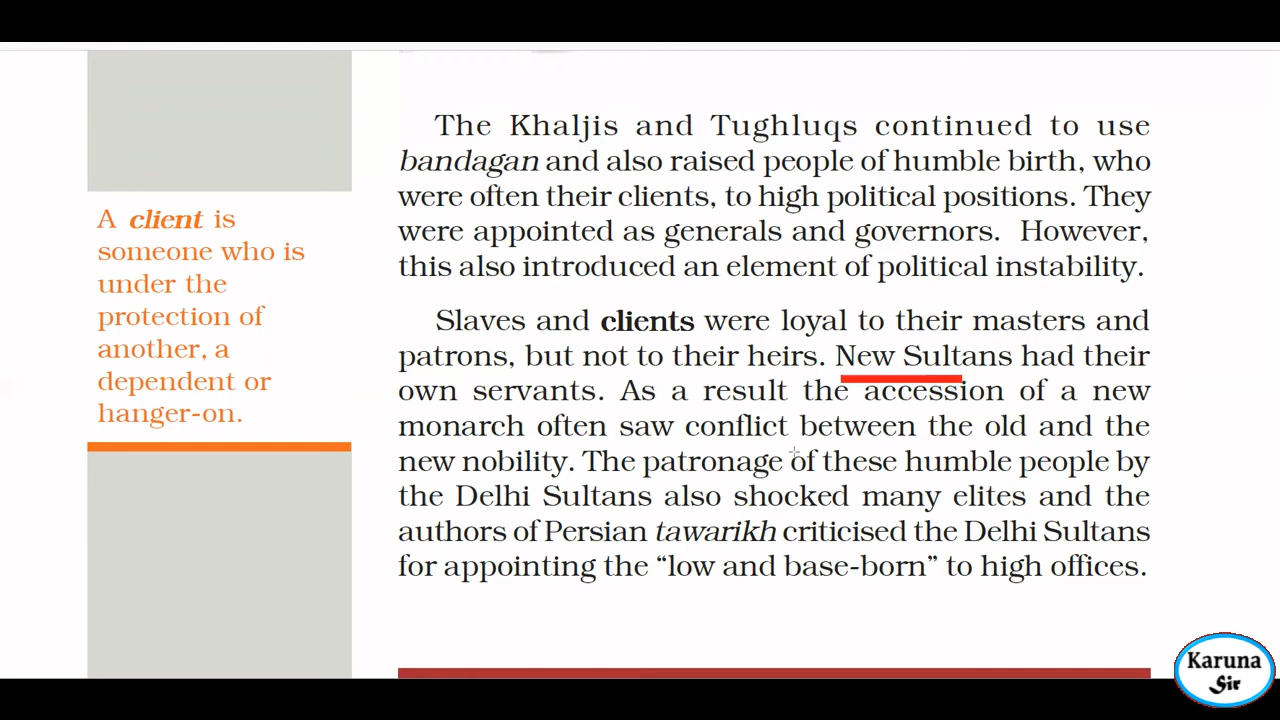 The Khaljis and Tughluqs continued to use
bandagan and also raised people of humble birth, who
were often their clients, to high political positions. They
were appointed as generals and governors. However,
this also introduced an element of political instability.
Slaves and clients were loyal to their masters and
patrons, but not to their heirs. New Sultans had their
own servants. As a result the accession of a new
monarch often saw conflict between the old and the
new nobility. The patronage of these humble people by
the Delhi Sultans also shocked many elites and the
authors of Persian tawarikh criticised the Delhi Sultans
for appointing the “low and base-born” to high offices.
A client is
someone who is
under the
protection of
another, a
dependent or
hanger-on.
Karuna
Sir